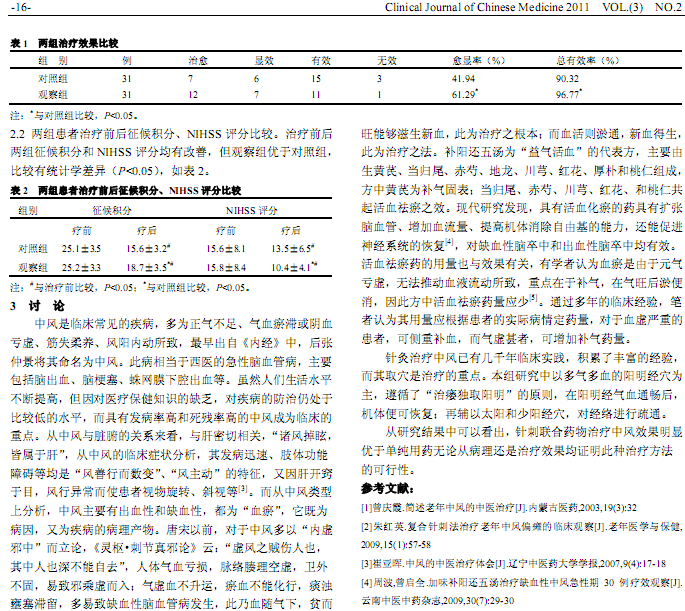 -16- Clinical Journal of Chinese Medicine 2011 VOL.(3) NO.2
表 1 两组治疗效果比较
组 别 例 治愈 显效 有效 无效 愈显率（%） 总有效率（%）
对照组 31 7 6 15 3 41.94 90.32
观察组 31 12 7 11 1 61.29* 96.77*
注：*与对照组比较，P<0.05。
2.2 两组患者治疗前后征候积分、NIHSS 评分比较。治疗前后
两组征候积分和 NIHSS 评分均有改善，但观察组优于对照组，
比较有统计学差异（P<0.05），如表 2。
表 2 两组患者治疗前后征候积分、NIHSS 评分比较
组别 征候积分 NIHSS 评分
疗前 疗后 疗前 疗后
对照组 25.1±3.5 15.6±3.2# 15.6±8.1 13.5±6.5#
观察组 25.2±3.3 18.7±3.5*# 15.8±8.4 10.4±4.1*#
注：#与治疗前比较，P<0.05；*与对照组比较，P<0.05。
3 讨 论
中风是临床常见的疾病，多为正气不足、气血瘀滞或阴血
亏虚、筋失柔养、风阳内动所致，最早出自《内经》中，后张
仲景将其命名为中风。此病相当于西医的急性脑血管病，主要
包括脑出血、脑梗塞、蛛网膜下腔出血等。虽然人们生活水平
不断提高，但因对医疗保健知识的缺乏，对疾病的防治仍处于
比较低的水平，而具有发病率高和死残率高的中风成为临床的
重点。从中风与脏腑的关系来看，与肝密切相关，“诸风掉眩，
皆属于肝”，从中风的临床症状分析，其发病迅速、肢体功能
障碍等均是“风善行而数变”、“风主动”的特征，又因肝开窍
于目，风行异常而使患者视物旋转、斜视等[3]。而从中风类型
上分析，中风主要有出血性和缺血性，都为“血瘀”，它既为
病因，又为疾病的病理产物。唐宋以前，对于中风多以“内虚
邪中”而立论，《灵枢·刺节真邪论》云：“虚风之贼伤人也，
其中人也深不能自去”，人体气血亏损，脉络腠理空虚，卫外
不固，易致邪乘虚而入；气虚血不升运，瘀血不能化行，痰浊
壅塞滞留，多易致缺血性脑血管病发生，此乃血随气下，贫而
旺能够滋生新血，此为治疗之根本；而血活则淤通，新血得生，
此为治疗之法。补阳还五汤为“益气活血”的代表方，主要由
生黄芪、当归尾、赤芍、地龙、川芎、红花、厚朴和桃仁组成，
方中黄芪为补气固表；当归尾、赤芍、川芎、红花、和桃仁共
起活血祛瘀之效。现代研究发现，具有活血化瘀的药具有扩张
脑血管、增加血流量、提高机体消除自由基的能力，还能促进
神经系统的恢复[4]，对缺血性脑卒中和出血性脑卒中均有效。
活血祛瘀药的用量也与效果有关，有学者认为血瘀是由于元气
亏虚，无法推动血液流动所致，重点在于补气，在气旺后淤便
消，因此方中活血祛瘀药量应少[5]。通过多年的临床经验，笔
者认为其用量应根据患者的实际病情定药量，对于血虚严重的
患者，可侧重补血，而气虚甚者，可增加补气药量。
针灸治疗中风已有几千年临床实践，积累了丰富的经验，
而其取穴是治疗的重点。本组研究中以多气多血的阳明经穴为
主，遵循了“治痿独取阳明”的原则，在阳明经气血通畅后，
机体便可恢复；再辅以太阳和少阳经穴，对经络进行疏通。
从研究结果中可以看出，针刺联合药物治疗中风效果明显
优于单纯用药无论从病理还是治疗效果均证明此种治疗方法
的可行性。
参考文献：
[1]曾庆霞.简述老年中风的中医治疗[J].内蒙古医药,2003,19(3):32
[2]朱红英.复合针刺法治疗老年中风偏瘫的临床观察[J].老年医学与保健,
2009,15(1):57-58
[3]崔亚晖.中风的中医治疗体会[J].辽宁中医药大学学报,2007,9(4):17-18
[4]周波,曾启全.加味补阳还五汤治疗缺血性中风急性期 30 例疗效观察[J].
云南中医中药杂志,2009,30(7):29-30